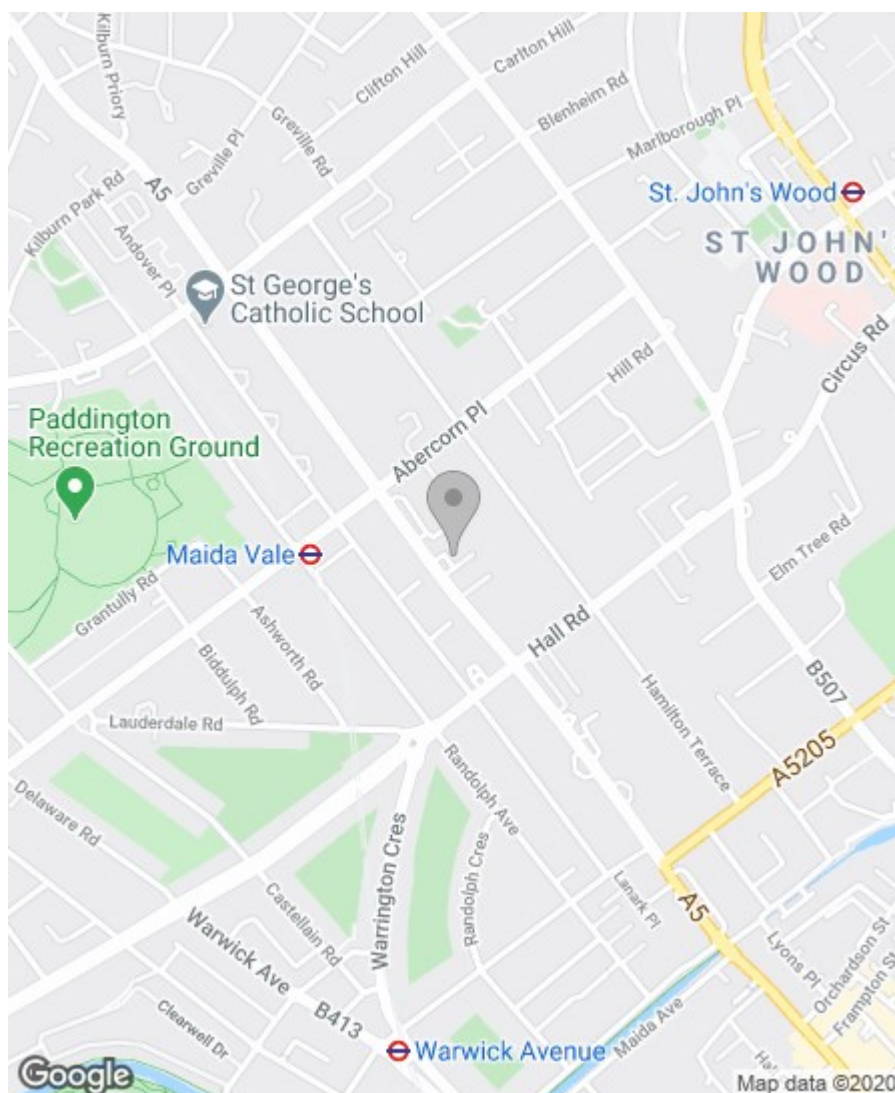 Kilburn Priory
Clifton Hill
Carlton Hill
Greville Pl
Greville Rd
Blenheim Rd
Marlborough Pl
Kilburn Park Rd
A5
Andover Pl
St. John's Wood
ST JOHN'
WOOD
St George's
Catholic School
Hill Rd
Circus Rd
Paddington
Recreation Ground
Abercorn Pl
Maida Vale
Elm Tree Rd
Grantully Rd
Ashworth Rd
Biddulph Rd
Hall Rd
B507
Lauderdale Rd
Hamilton Terrace
A5205
Delaware Rd
Randolph Ave
Warrington Cres
Randolph Cres
Castellain Rd
Lanark Pl
A5
Warwick Ave
Lyons Pl
Orchardson St
Frampton St
B413
Clearwell Dr
Warwick Avenue
Maida Ave
Google
Map data ©2020